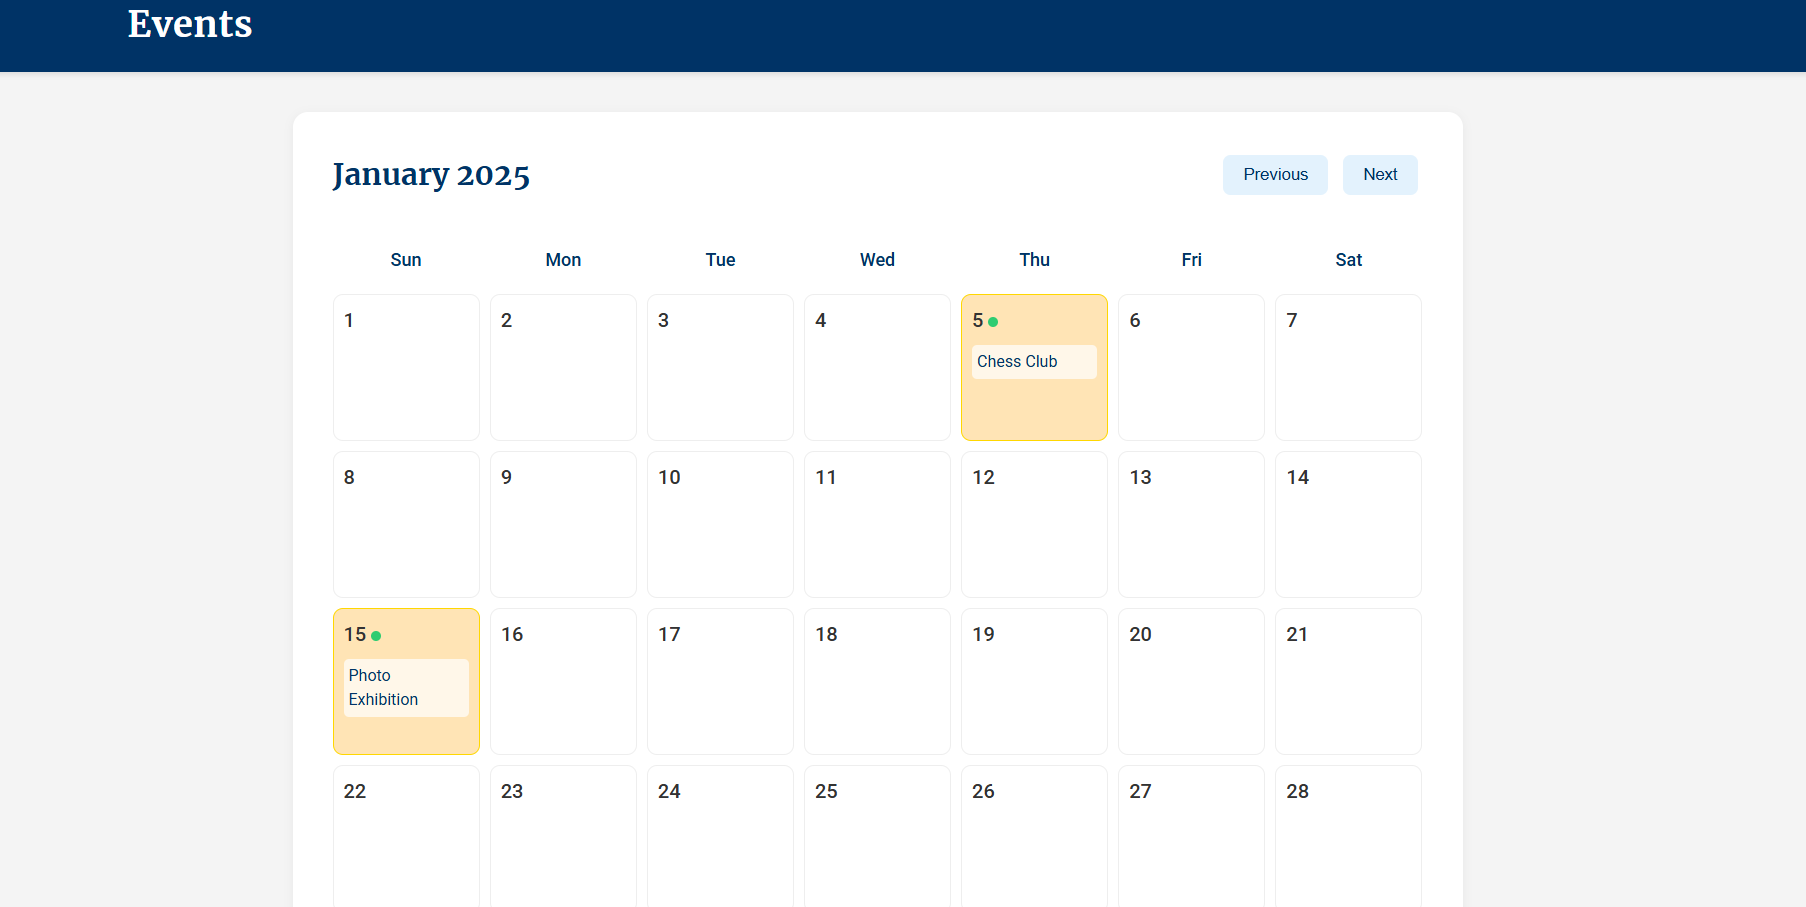 Events
January 2025
Previous Next
Sun Mon Tue Wed Thu Fri Sat
1 2 3 4 5 6 7
Chess Club
8 9 10 11 12 13 14
15 16 17 18 19 20 21
Photo
Exhibition
22 23 24 25 26 27 28